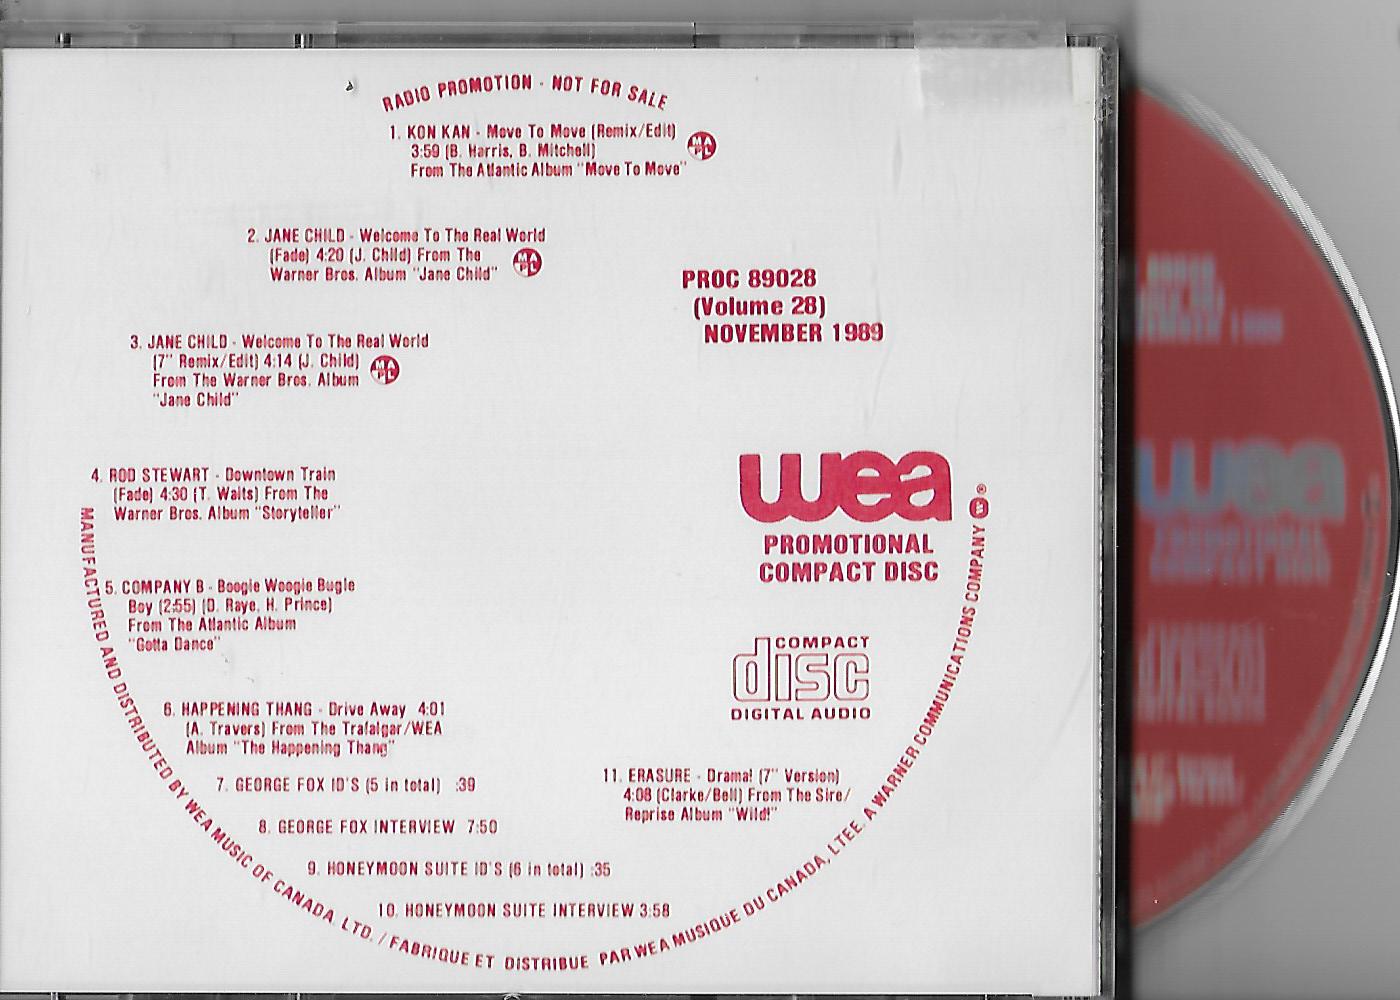 RADIO PROMOTION - NOT FOR SALE
1. KON KAN - Move To Move (Remix/Edit)
3:59 (B. Harris, B. Mitchell)
From The Atlantic Album "Move To Move"
MAPL
2. JANE CHILD - Welcome To The Real World
(Fade) 4:20 (J. Child) From The
Warner Bros. Album "Jane Child"
MAPL
PROC 89028
(Volume 28)
NOVEMBER 1989
3. JANE CHILD - Welcome To The Real World
(7" Remix/Edit) 4:14 (J. Child)
From The Warner Bros. Album
"Jane Child"
MAPL
4. ROD STEWART - Downtown Train
(Fade) 4:30 (T. Waits) From The
Warner Bros. Album "Storyteller"
wea
PROMOTIONAL
COMPACT DISC
5. COMPANY B - Boogie Woogie Bugle
Boy (2:55) (D. Raye, H. Prince)
From The Atlantic Album
"Gotta Dance"
COMPACT
disc
DIGITAL AUDIO
6. HAPPENING THANG - Drive Away 4:01
(A. Travers) From The Trafalgar/WEA
Album "The Happening Thang"
7. GEORGE FOX ID'S (5 in total) :39
8. GEORGE FOX INTERVIEW 7:50
9. HONEYMOON SUITE ID'S (6 in total) :35
10. HONEYMOON SUITE INTERVIEW 3:58
11. ERASURE - Drama! (7" Version)
4:08 (Clarke/Bell) From The Sire/
Reprise Album "Wild!"
MANUFACTURED AND DISTRIBUTED BY WEA MUSIC OF CANADA, LTD. / FABRIQUE ET DISTRIBUE PAR WEA MUSIQUE DU CANADA, LTEE. A WARNER COMMUNICATIONS COMPANY ®
wea